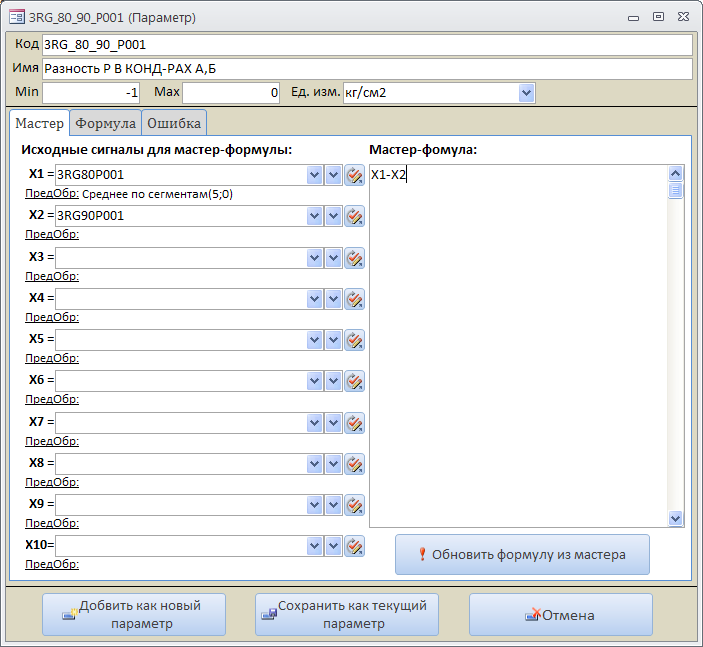 3RG_80_90_P001 (Параметр)
Код 3RG_80_90_P001
Имя Разность Р В КОНД-РАХ А,Б
Min -1 Max 0 Ед. изм. кг/см2
Мастер Формула Ошибка
Исходные сигналы для мастер-формулы: Мастер-фомула:
X1 = 3RG80P001 X1-X2
ПредОбр: Среднее по сегментам(5;0)
X2 = 3RG90P001
ПредОбр:
X3 =
ПредОбр:
X4 =
ПредОбр:
X5 =
ПредОбр:
X6 =
ПредОбр:
X7 =
ПредОбр:
X8 =
ПредОбр:
X9 =
ПредОбр:
X10=
ПредОбр:
Обновить формулу из мастера
Добвить как новый
параметр
Сохранить как текущий
параметр
Отмена